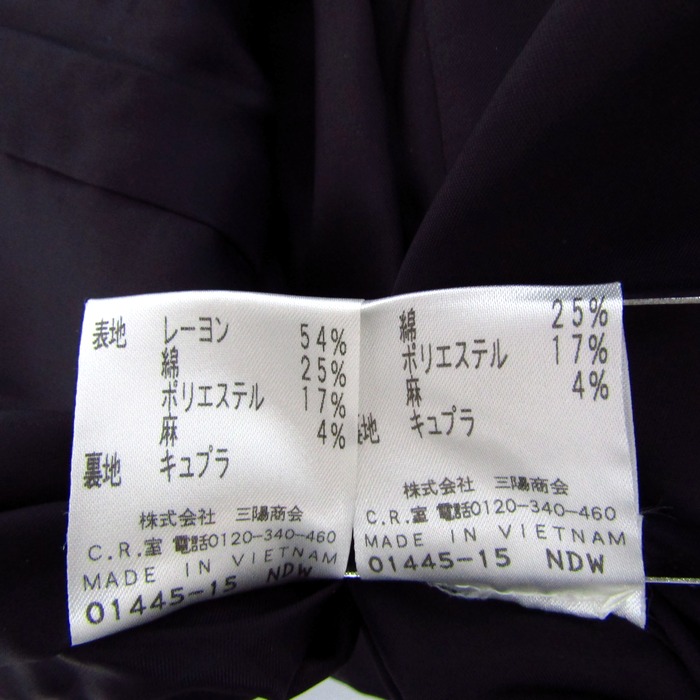 表地 レーヨン 54%
綿 25%
ポリエステル 17%
麻 4%
裏地 キュプラ
株式会社 三陽商会
C.R.室 電話0120-340-460
MADE IN VIETNAM
01445-15 NDW
綿 25%
ポリエステル 17%
麻 4%
地 キュプラ
株式会社 三陽商会
C.R.室 電話0120-340-460
MADE IN VIETNAM
01445-15 NDW